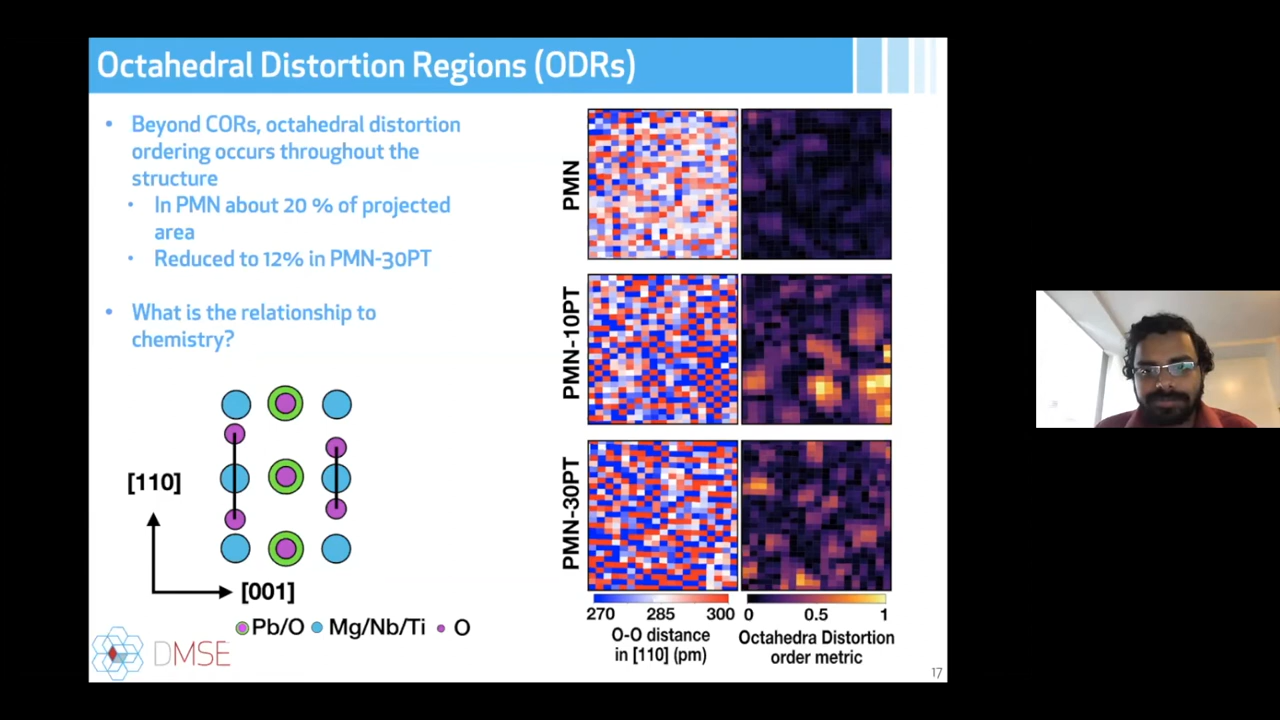 Octahedral Distortion Regions (ODRs)
• Beyond CORs, octahedral distortion
ordering occurs throughout the
structure
• In PMN about 20 % of projected
area
• Reduced to 12% in PMN-30PT
• What is the relationship to
chemistry?
[110]
[001]
Pb/O Mg/Nb/Ti O
DMSE
PMN
PMN-10PT
PMN-30PT
270 285 300
O-O distance
in [110] (pm)
0 0.5 1
Octahedra Distortion
order metric
17